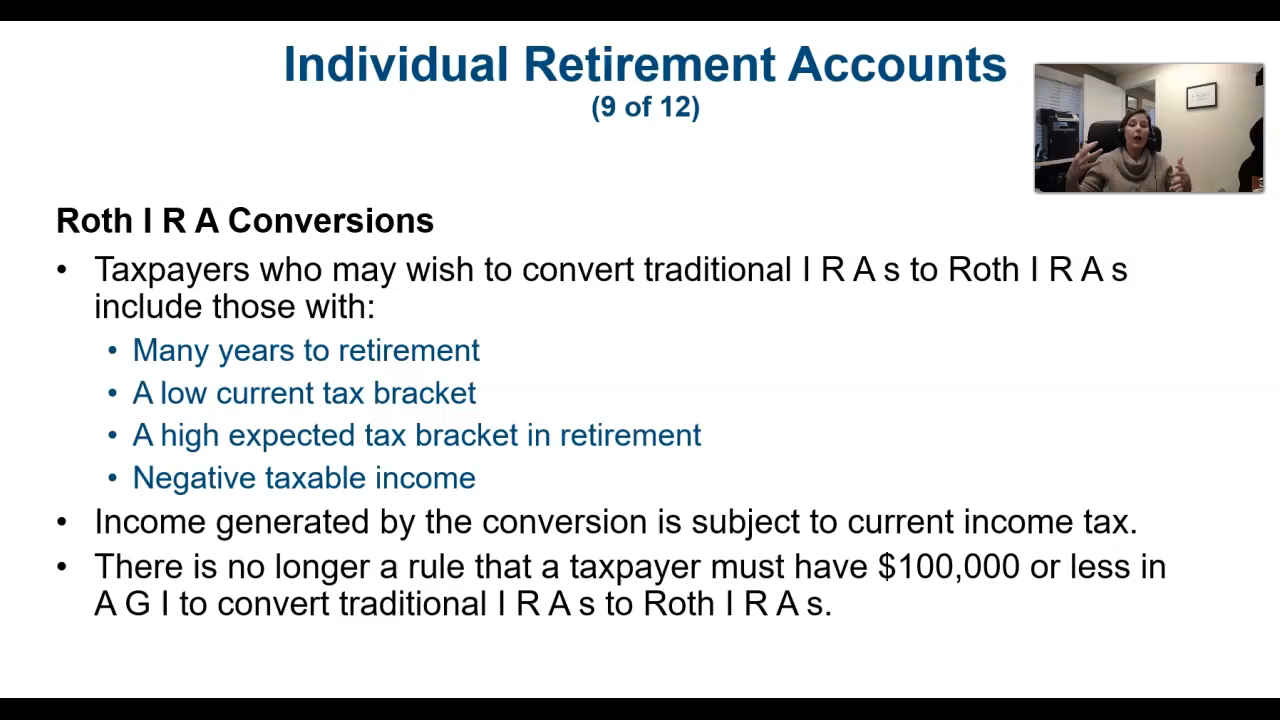 Individual Retirement Accounts
(9 of 12)
Roth I R A Conversions
• Taxpayers who may wish to convert traditional I R A s to Roth I R A s
include those with:
• Many years to retirement
• A low current tax bracket
• A high expected tax bracket in retirement
• Negative taxable income
• Income generated by the conversion is subject to current income tax.
• There is no longer a rule that a taxpayer must have $100,000 or less in
A G I to convert traditional I R A s to Roth I R A s.